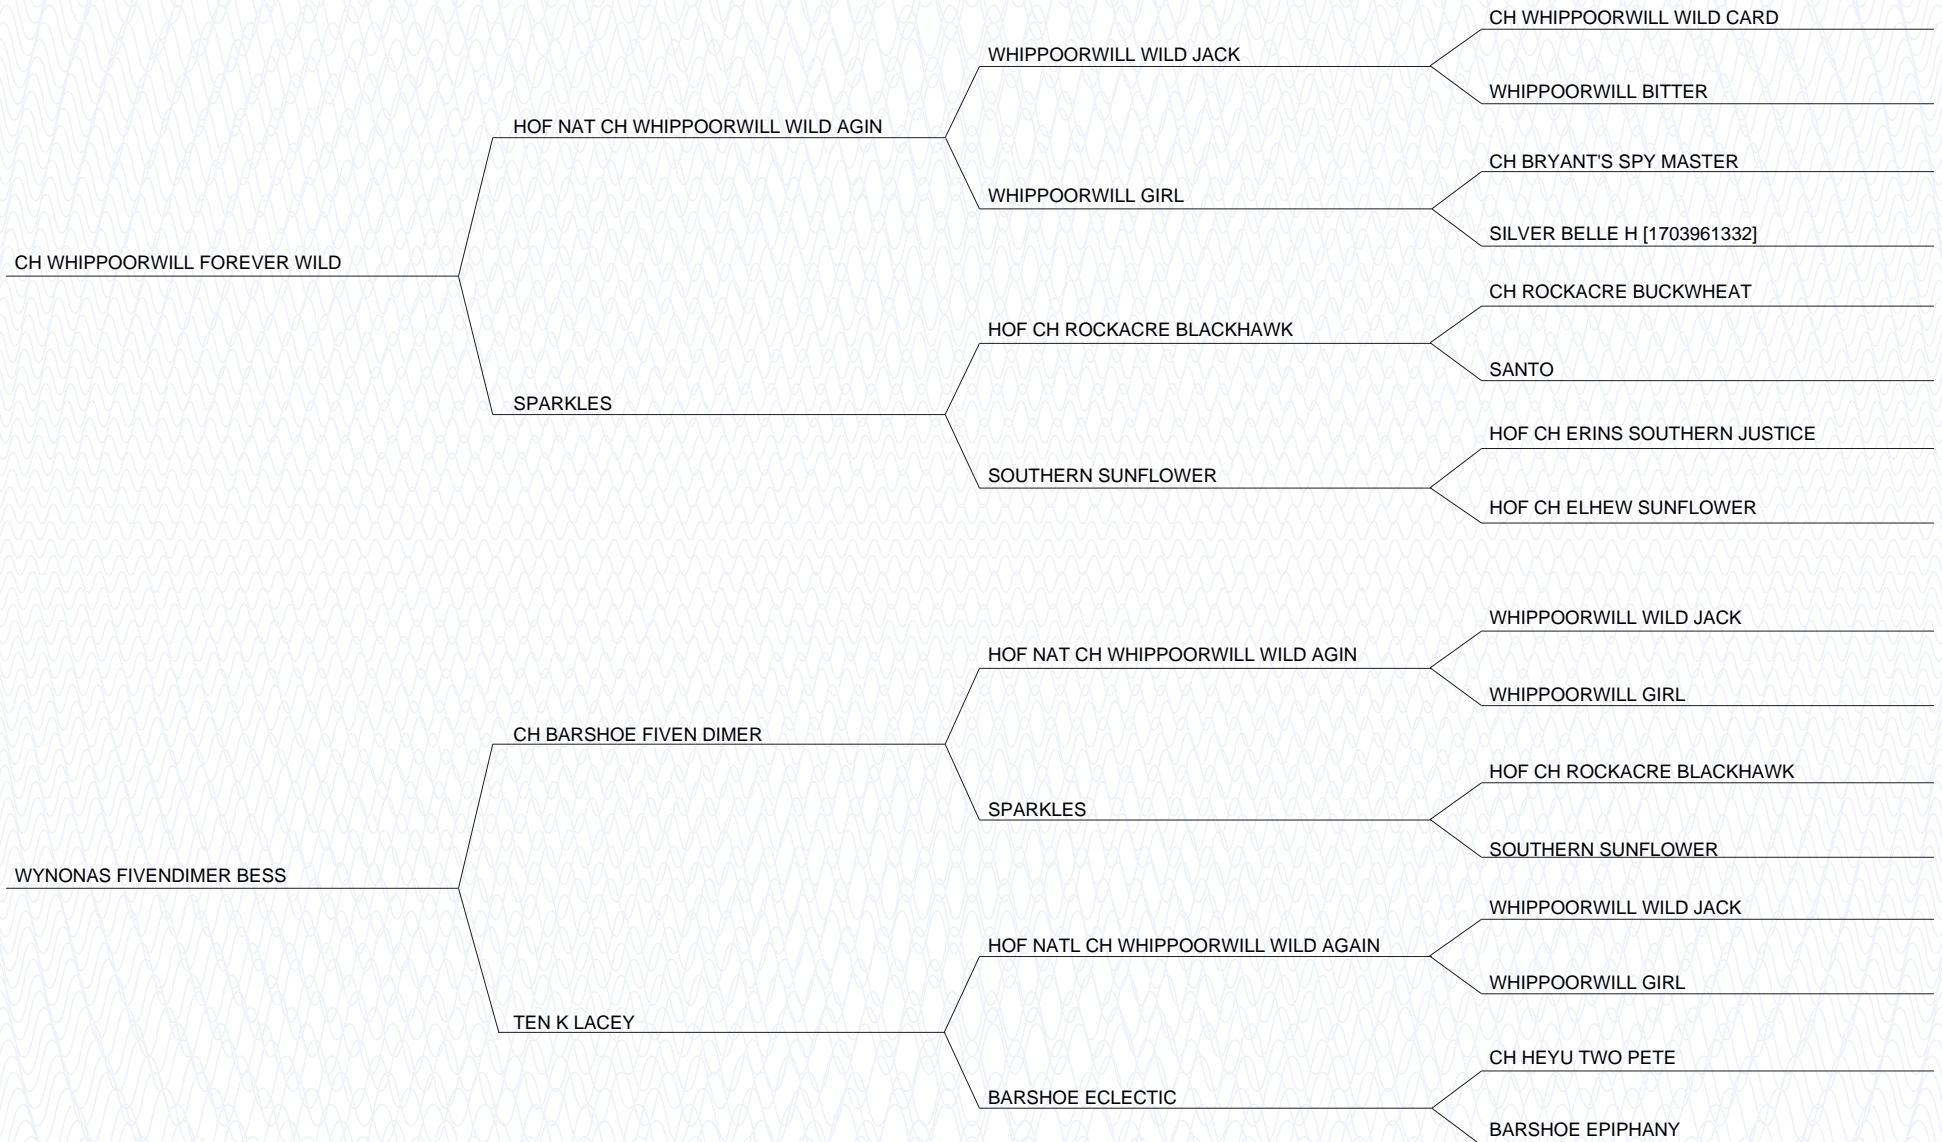 CH WHIPPOORWILL WILD CARD
WHIPPOORWILL WILD JACK
WHIPPOORWILL BITTER
HOF NAT CH WHIPPOORWILL WILD AGIN
CH BRYANT'S SPY MASTER
WHIPPOORWILL GIRL
SILVER BELLE H [1703961332]
CH WHIPPOORWILL FOREVER WILD
CH ROCKACRE BUCKWHEAT
HOF CH ROCKACRE BLACKHAWK
SANTO
SPARKLES
HOF CH ERINS SOUTHERN JUSTICE
SOUTHERN SUNFLOWER
HOF CH ELHEW SUNFLOWER
WHIPPOORWILL WILD JACK
HOF NAT CH WHIPPOORWILL WILD AGIN
WHIPPOORWILL GIRL
CH BARSHOE FIVEN DIMER
HOF CH ROCKACRE BLACKHAWK
SPARKLES
SOUTHERN SUNFLOWER
WYNONAS FIVENDIMER BESS
WHIPPOORWILL WILD JACK
HOF NATL CH WHIPPOORWILL WILD AGAIN
WHIPPOORWILL GIRL
TEN K LACEY
CH HEYU TWO PETE
BARSHOE ECLECTIC
BARSHOE EPIPHANY